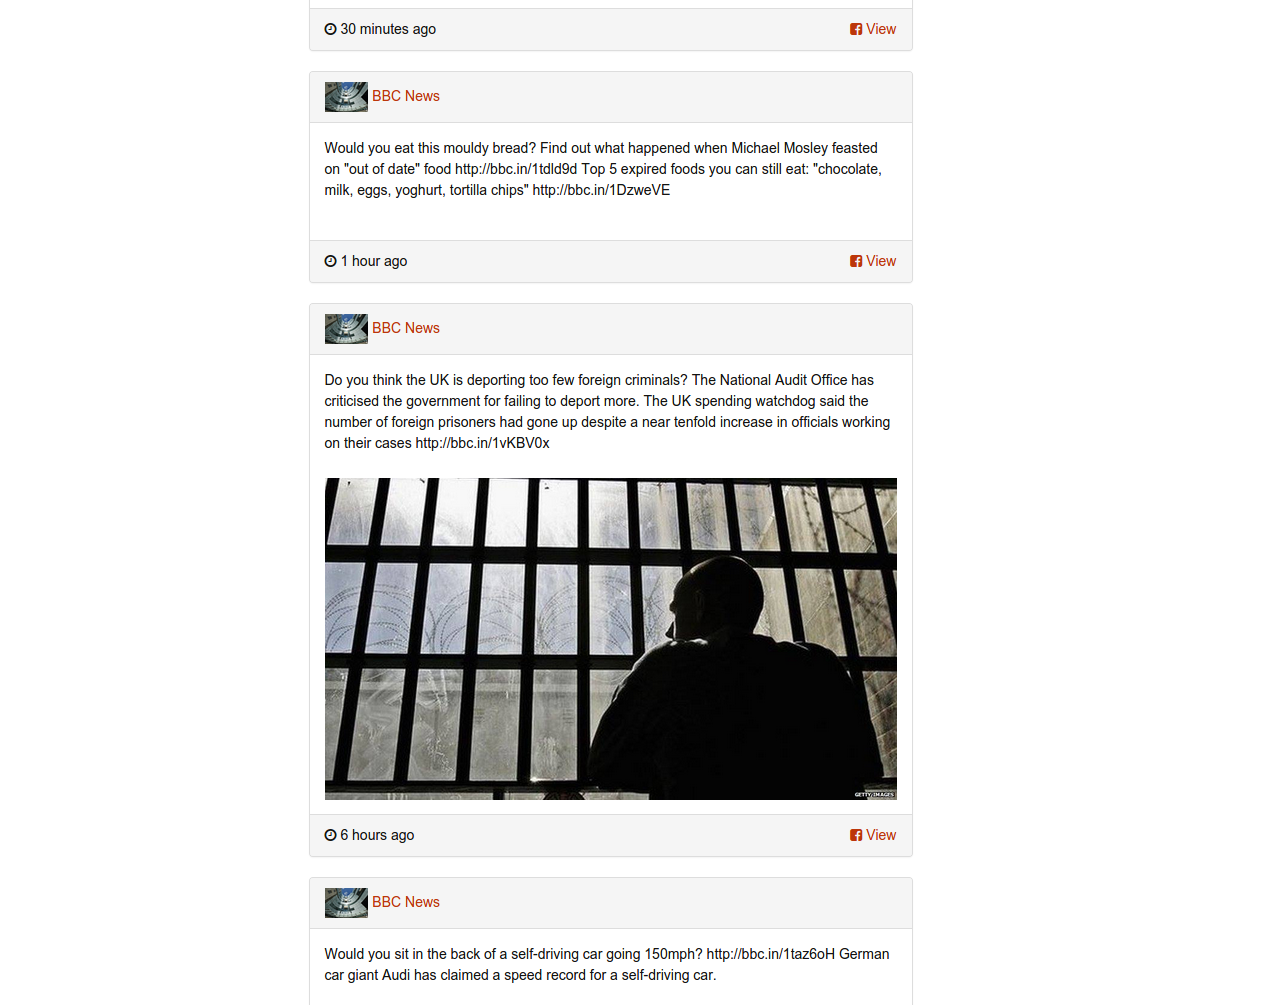 30 minutes ago View
BBC News
Would you eat this mouldy bread? Find out what happened when Michael Mosley feasted
on "out of date" food http://bbc.in/1tdld9d Top 5 expired foods you can still eat: "chocolate,
milk, eggs, yoghurt, tortilla chips" http://bbc.in/1DzweVE
1 hour ago View
BBC News
Do you think the UK is deporting too few foreign criminals? The National Audit Office has
criticised the government for failing to deport more. The UK spending watchdog said the
number of foreign prisoners had gone up despite a near tenfold increase in officials working
on their cases http://bbc.in/1vKBV0x
GETTY IMAGES
6 hours ago View
BBC News
Would you sit in the back of a self-driving car going 150mph? http://bbc.in/1taz6oH German
car giant Audi has claimed a speed record for a self-driving car.